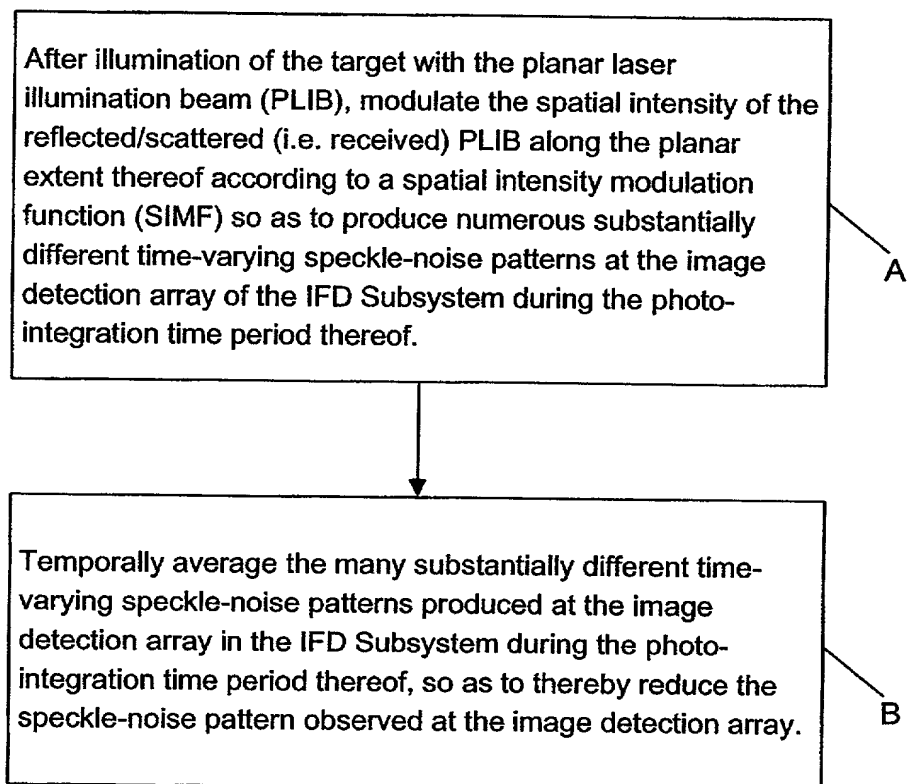 After illumination of the target with the planar laser
illumination beam (PLIB), modulate the spatial intensity of the
reflected/scattered (i.e. received) PLIB along the planar
extent thereof according to a spatial intensity modulation
function (SIMF) so as to produce numerous substantially
different time-varying speckle-noise patterns at the image
detection array of the IFD Subsystem during the photo-
integration time period thereof.
A
Temporally average the many substantially different time-
varying speckle-noise patterns produced at the image
detection array in the IFD Subsystem during the photo-
integration time period thereof, so as to thereby reduce the
speckle-noise pattern observed at the image detection array.
B